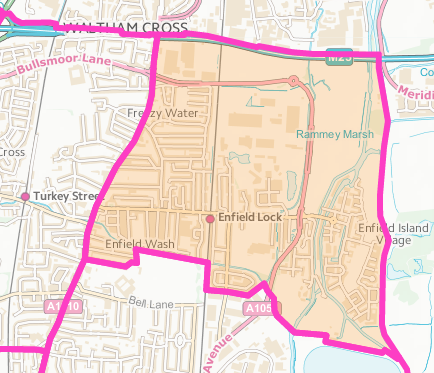 WALTHAM CROSS
Bullsmoor Lane
M25
Co
Meridi
Freezy Water
Rammey Marsh
Cross
Turkey Street
Enfield Lock
Enfield Island
Village
Enfield Wash
Bell Lane
A1010
A105
Avenue